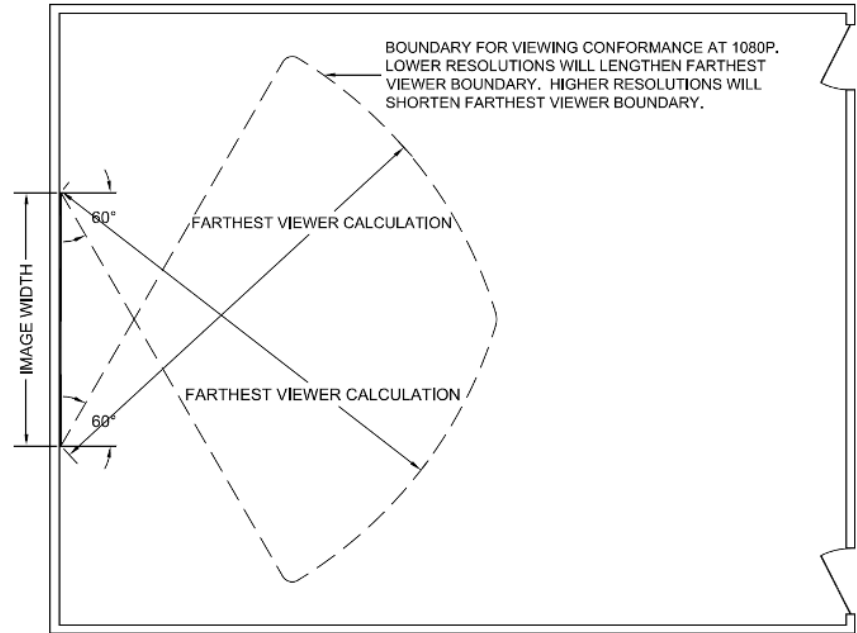 BOUNDARY FOR VIEWING CONFORMANCE AT 1080P.
LOWER RESOLUTIONS WILL LENGTHEN FARTHEST
VIEWER BOUNDARY. HIGHER RESOLUTIONS WILL
SHORTEN FARTHEST VIEWER BOUNDARY.
60°
FARTHEST VIEWER CALCULATION
IMAGE WIDTH
FARTHEST VIEWER CALCULATION
60°